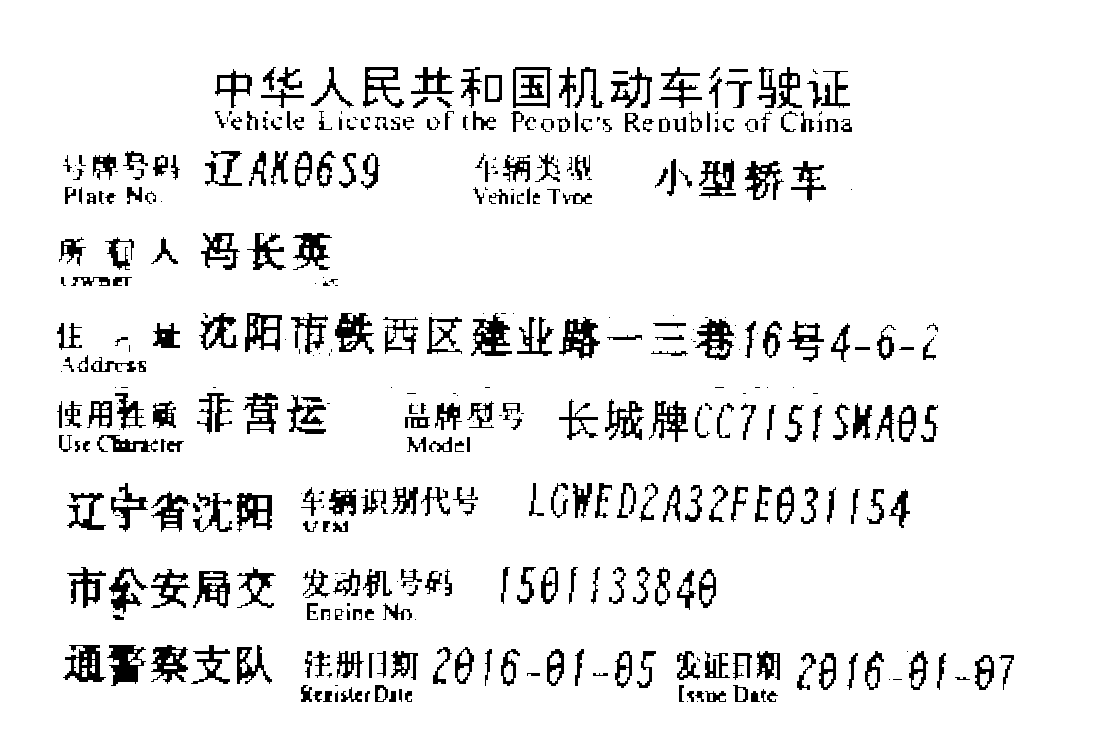 中华人民共和国机动车行驶证
Vehicle License of the People's Republic of China
号牌号码 辽AK06S9 车辆类型 小型轿车
Plate No. Vehicle Type
所有人 冯长英
Owner
住址 沈阳市铁西区建业路一三巷16号4-6-2
Address
使用性质 非营运 品牌型号 长城牌CC7151SMA05
Use Character Model
辽宁省沈阳 车辆识别代号 LGWED2A32FE031154
VIN
市公安局交 发动机号码 1501133840
Engine No.
通警察支队 注册日期 2016-01-05 发证日期 2016-01-07
Register Date Issue Date